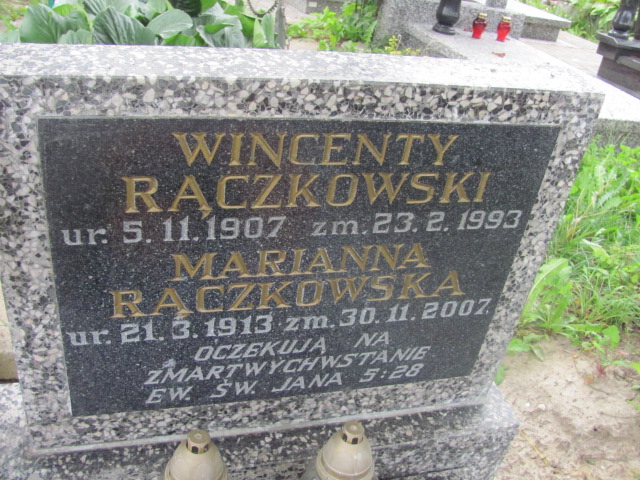 WINCENTY
RĄCZKOWSKI
ur. 5.11.1907 zm. 23.2.1993
MARIANNA
RĄCZKOWSKA
ur. 21.3.1913 zm. 30.11.2007.
OCZEKUJĄ NA
ZMARTWYCHWSTANIE
EW. ŚW. JANA 5:28